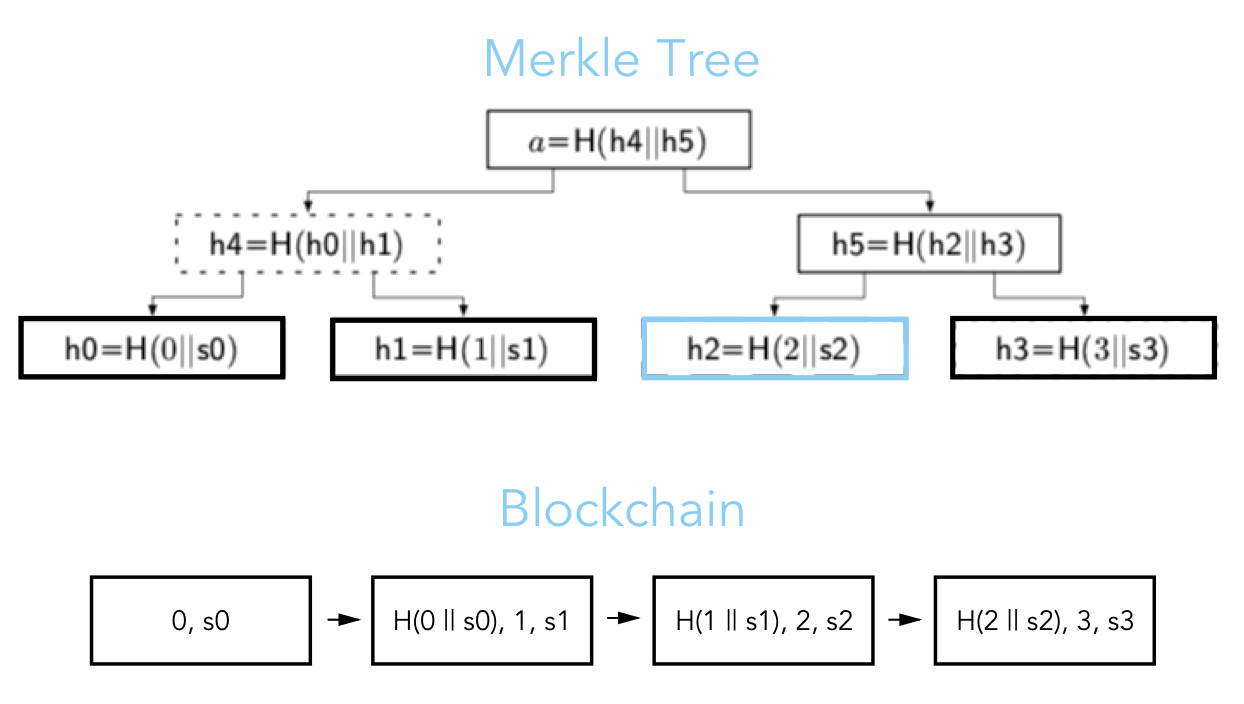 Merkle Tree
a=H(h4||h5)
h4=H(h0||h1)
h5=H(h2||h3)
h0=H(0||s0)
h1=H(1||s1)
h2=H(2||s2)
h3=H(3||s3)
Blockchain
0, s0
H(0 || s0), 1, s1
H(1 || s1), 2, s2
H(2 || s2), 3, s3